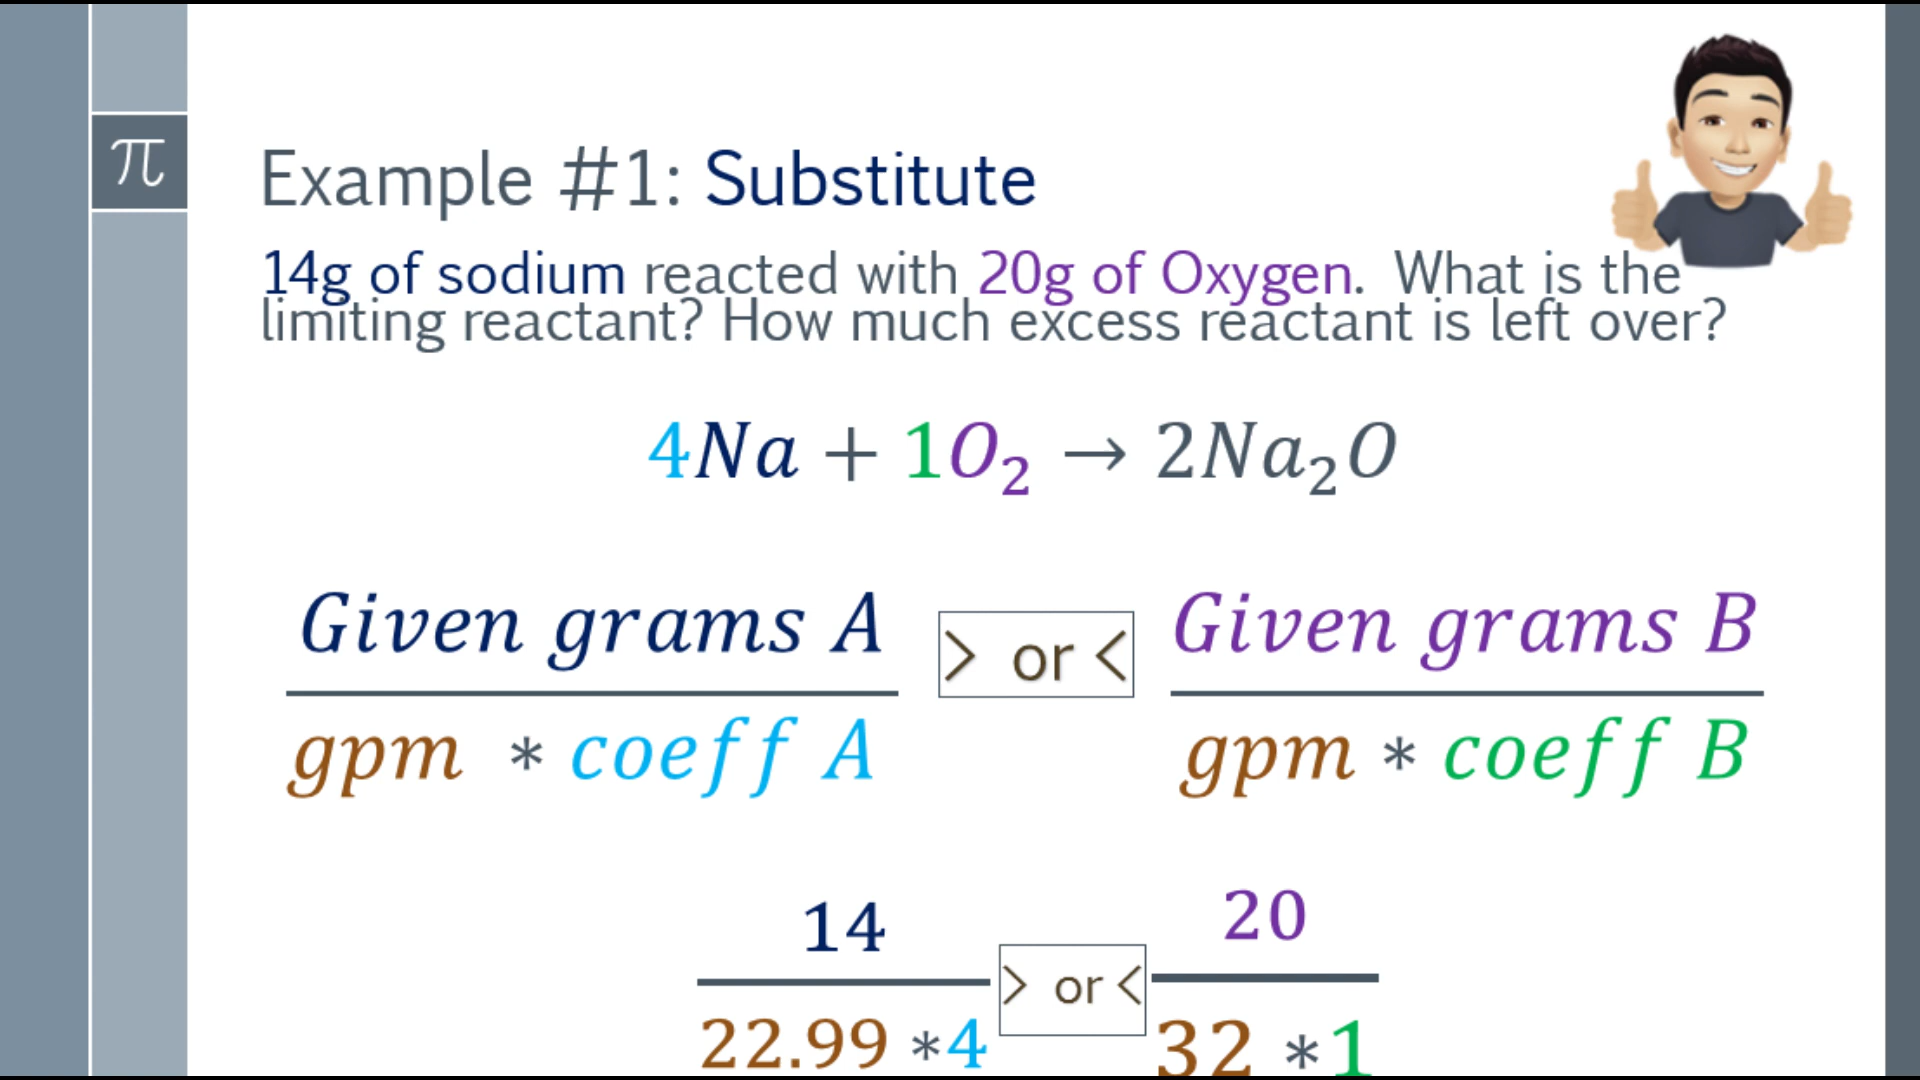 π
Example #1: Substitute
14g of sodium reacted with 20g of Oxygen. What is the
limiting reactant? How much excess reactant is left over?
4Na + 1O₂ → 2Na₂O
Given grams A > or < Given grams B
gpm * coeff A gpm * coeff B
14 > or < 20
22.99 *4 32 *1